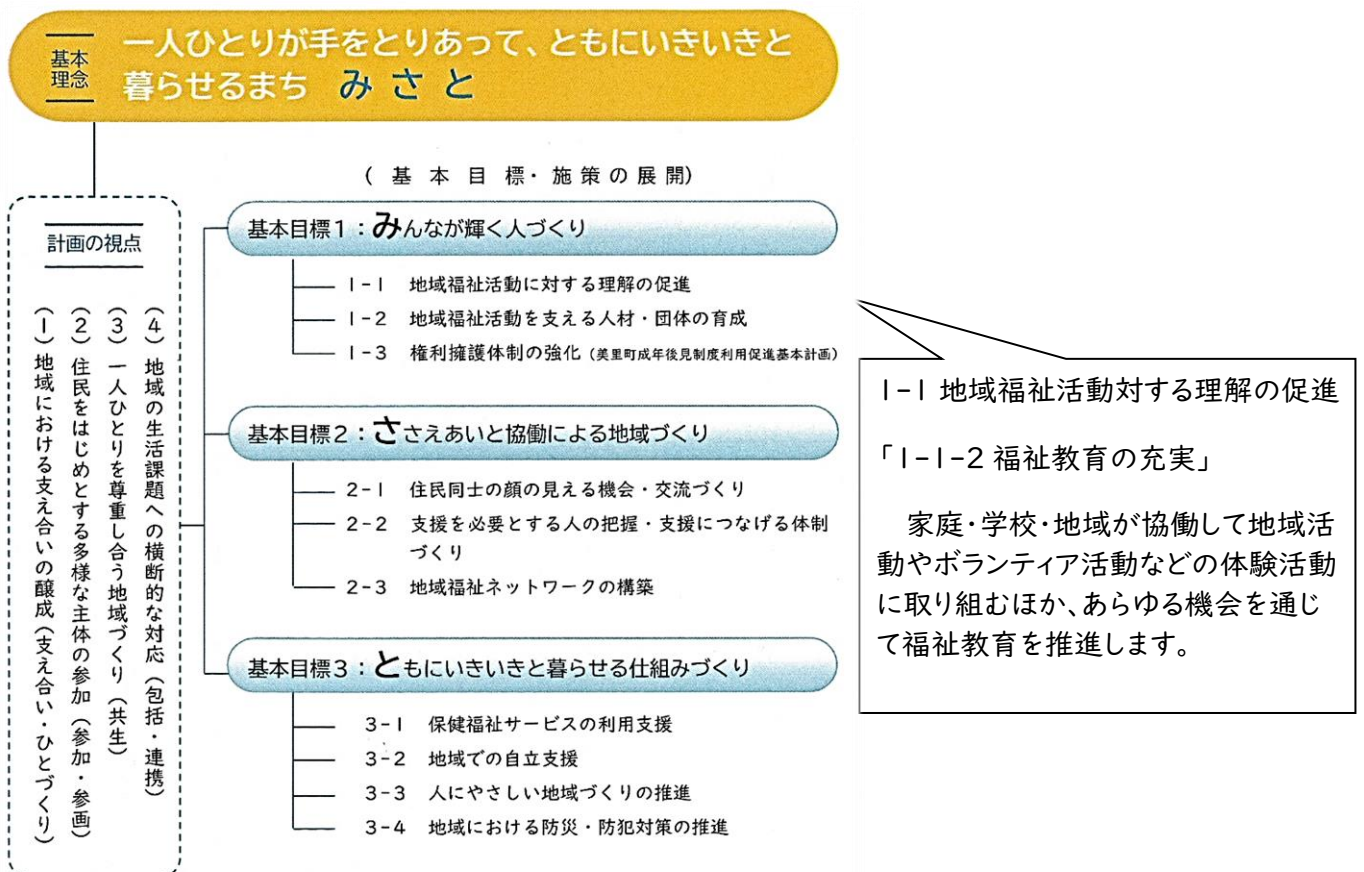 基本
理念
一人ひとりが手をとりあって、ともにいきいきと
暮らせるまち みさと
( 基本目標・施策の展開)
計画の視点
(1) 地域における支え合いの醸成(支え合い・ひとづくり)
(2) 住民をはじめとする多様な主体の参加(参加・参画)
(3) 一人ひとりを尊重し合う地域づくり(共生)
(4) 地域の生活課題への横断的な対応(包括・連携)
基本目標1:みんなが輝く人づくり
1-1 地域福祉活動に対する理解の促進
1-2 地域福祉活動を支える人材・団体の育成
1-3 権利擁護体制の強化(美里町成年後見制度利用促進基本計画)
基本目標2:ささえあいと協働による地域づくり
2-1 住民同士の顔の見える機会・交流づくり
2-2 支援を必要とする人の把握・支援につなげる体制
づくり
2-3 地域福祉ネットワークの構築
基本目標3:ともにいきいきと暮らせる仕組みづくり
3-1 保健福祉サービスの利用支援
3-2 地域での自立支援
3-3 人にやさしい地域づくりの推進
3-4 地域における防災・防犯対策の推進
1-1 地域福祉活動対する理解の促進
「1-1-2 福祉教育の充実」
家庭・学校・地域が協働して地域活
動やボランティア活動などの体験活動
に取り組むほか、あらゆる機会を通じ
て福祉教育を推進します。